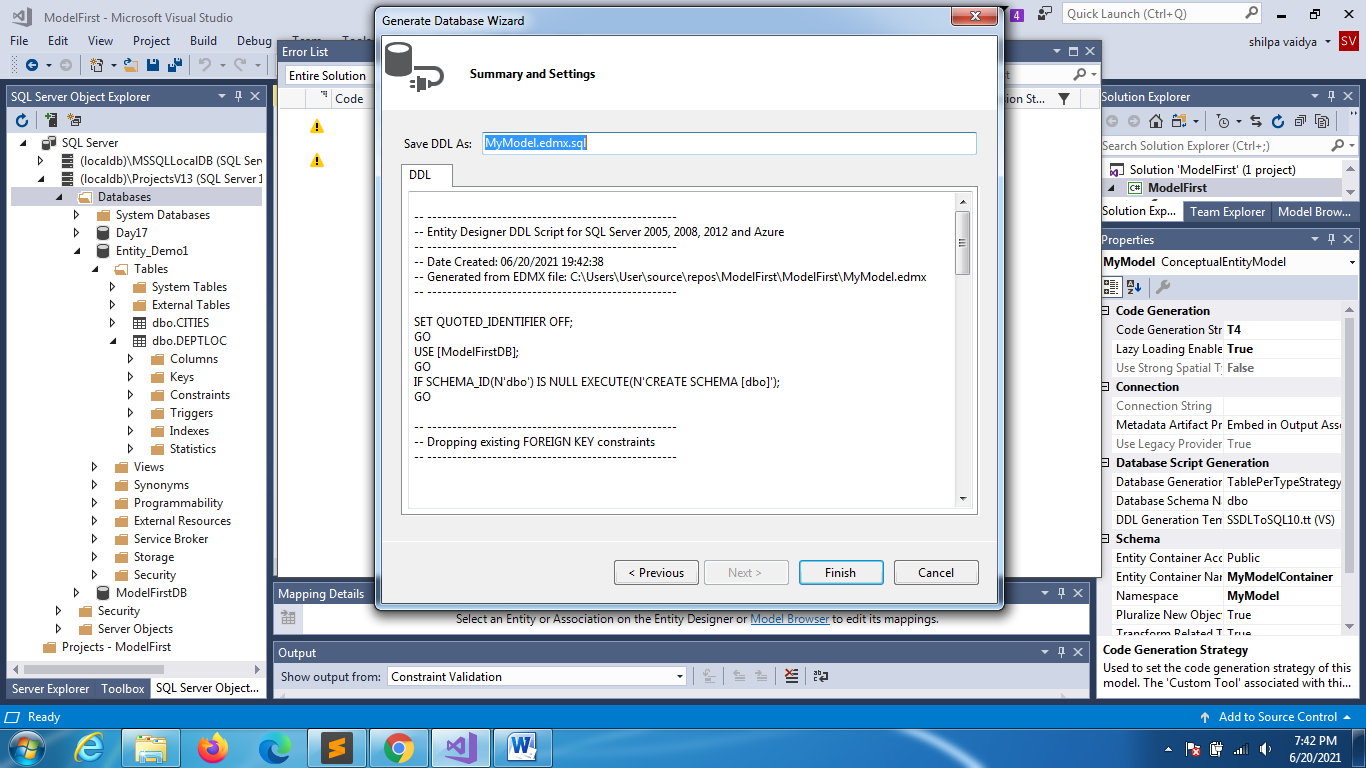 ModelFirst - Microsoft Visual Studio
4
Quick Launch (Ctrl+Q)
File Edit View Project Build Debug
shilpa vaidya SV
SQL Server Object Explorer
SQL Server
(localdb)\MSSQLLocalDB (SQL Serv
(localdb)\ProjectsV13 (SQL Server 1
Databases
System Databases
Day17
Entity_Demo1
Tables
System Tables
External Tables
dbo.CITIES
dbo.DEPTLOC
Columns
Keys
Constraints
Triggers
Indexes
Statistics
Views
Synonyms
Programmability
External Resources
Service Broker
Storage
Security
ModelFirstDB
Security
Server Objects
Projects - ModelFirst
Server Explorer Toolbox SQL Server Object...
Error List
Entire Solution
Code
ion St...
Generate Database Wizard
Summary and Settings
Save DDL As: MyModel.edmx.sql
DDL
-- --------------------------------------------------
-- Entity Designer DDL Script for SQL Server 2005, 2008, 2012 and Azure
-- --------------------------------------------------
-- Date Created: 06/20/2021 19:42:38
-- Generated from EDMX file: C:\Users\User\source\repos\ModelFirst\ModelFirst\MyModel.edmx
-- --------------------------------------------------
SET QUOTED_IDENTIFIER OFF;
GO
USE [ModelFirstDB];
GO
IF SCHEMA_ID(N'dbo') IS NULL EXECUTE(N'CREATE SCHEMA [dbo]');
GO
-- --------------------------------------------------
-- Dropping existing FOREIGN KEY constraints
-- --------------------------------------------------
< Previous Next > Finish Cancel
Mapping Details
Select an Entity or Association on the Entity Designer or Model Browser to edit its mappings.
Output
Show output from: Constraint Validation
Solution Explorer
Search Solution Explorer (Ctrl+;)
Solution 'ModelFirst' (1 project)
C# ModelFirst
Solution Exp... Team Explorer Model Brow...
Properties
MyModel ConceptualEntityModel
Code Generation
Code Generation Str T4
Lazy Loading Enable True
Use Strong Spatial T False
Connection
Connection String
Metadata Artifact Pr Embed in Output Asse
Use Legacy Provider True
Database Script Generation
Database Generation TablePerTypeStrategy
Database Schema N dbo
DDL Generation Tem SSDLToSQL10.tt (VS)
Schema
Entity Container Acc Public
Entity Container Nar MyModelContainer
Namespace MyModel
Pluralize New Objec True
Transform Related T True
Code Generation Strategy
Used to set the code generation strategy of this
model. The 'Custom Tool' associated with thi...
Ready
Add to Source Control
7:42 PM
6/20/2021